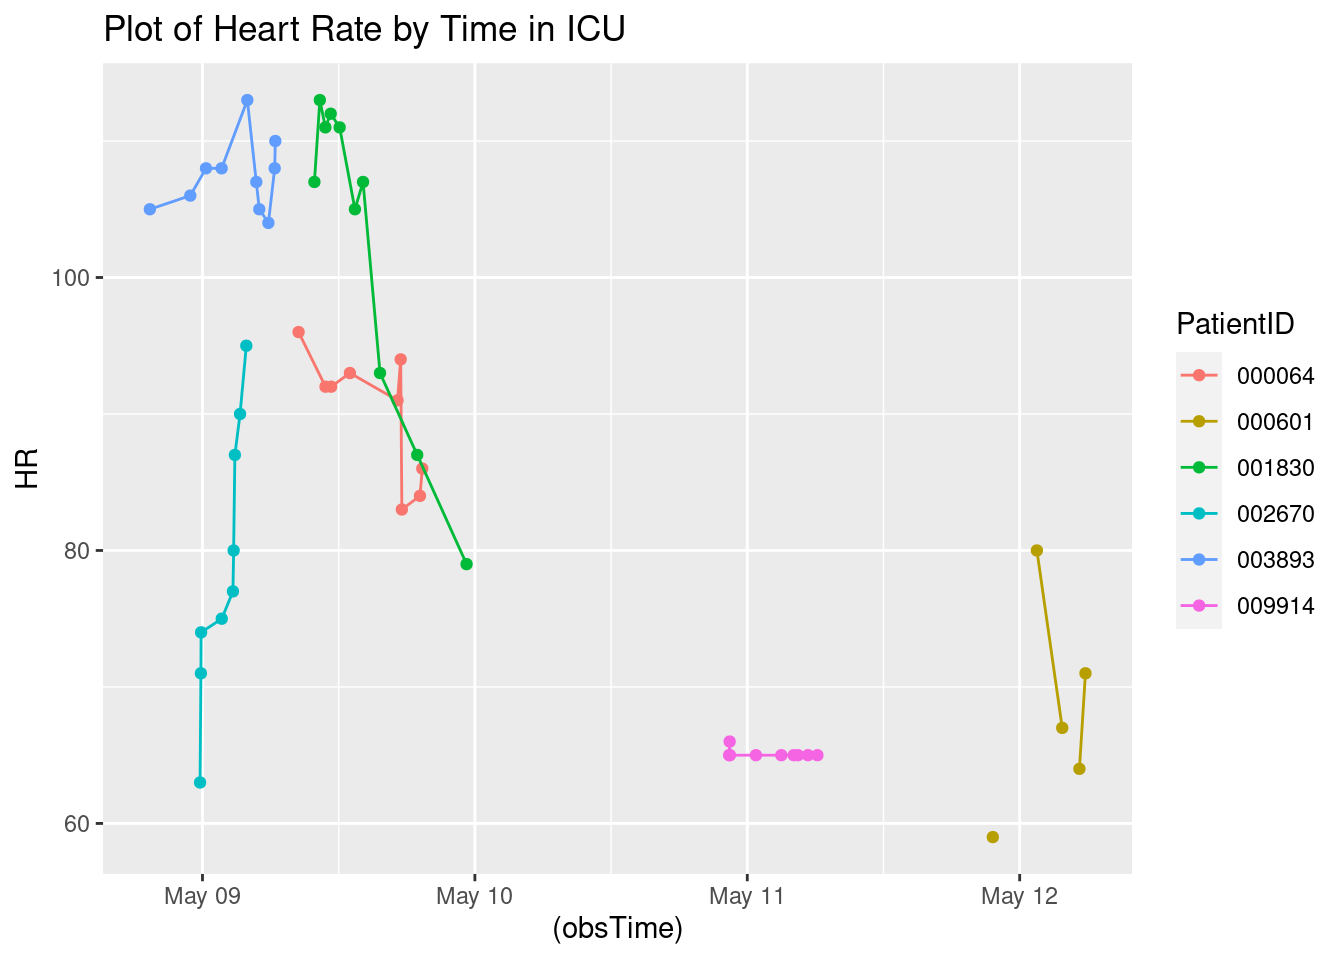 Plot of Heart Rate by Time in ICU
HR
100
80
60
May 09
May 10
May 11
May 12
(obsTime)
PatientID
000064
000601
001830
002670
003893
009914